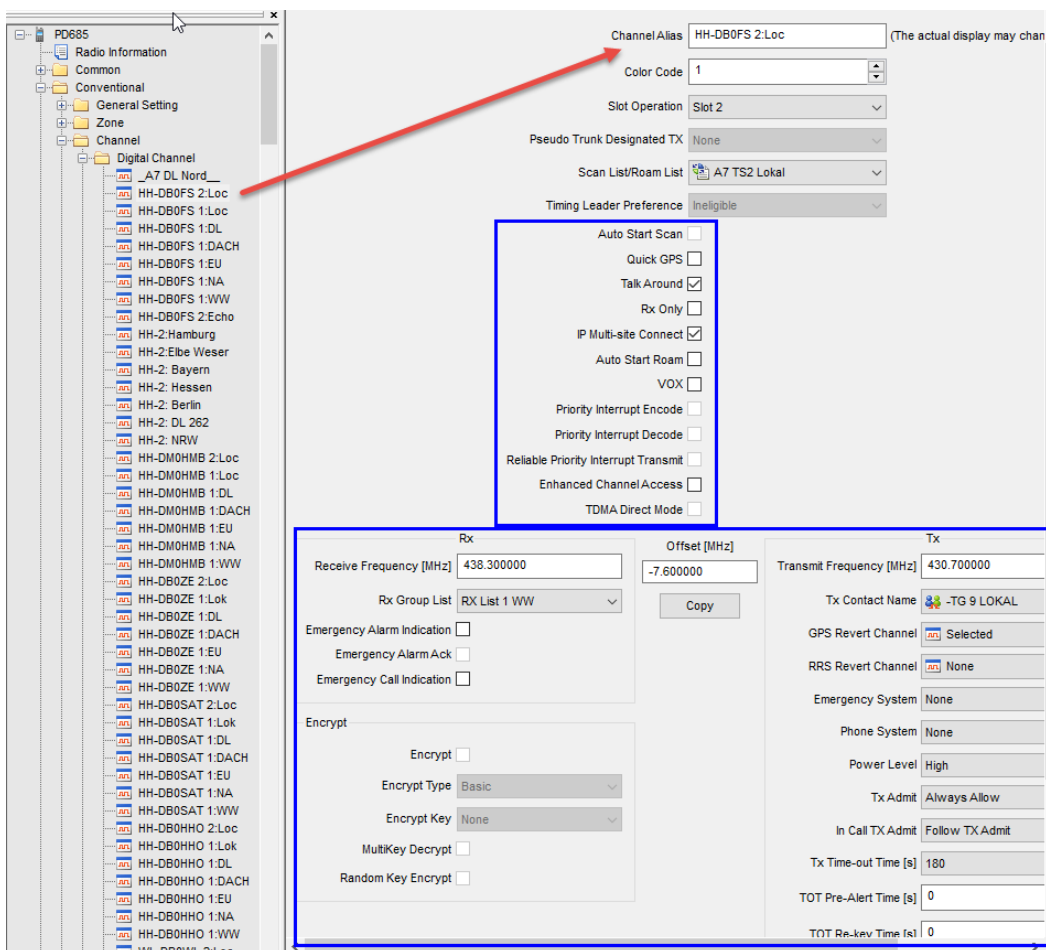 x
PD685
Radio Information
Common
Conventional
General Setting
Zone
Channel
Digital Channel
_A7 DL Nord__
HH-DB0FS 2:Loc
HH-DB0FS 1:Loc
HH-DB0FS 1:DL
HH-DB0FS 1:DACH
HH-DB0FS 1:EU
HH-DB0FS 1:NA
HH-DB0FS 1:WW
HH-DB0FS 2:Echo
HH-2:Hamburg
HH-2:Elbe Weser
HH-2: Bayern
HH-2: Hessen
HH-2: Berlin
HH-2: DL 262
HH-2: NRW
HH-DM0HMB 2:Loc
HH-DM0HMB 1:Loc
HH-DM0HMB 1:DL
HH-DM0HMB 1:DACH
HH-DM0HMB 1:EU
HH-DM0HMB 1:NA
HH-DM0HMB 1:WW
HH-DB0ZE 2:Loc
HH-DB0ZE 1:Lok
HH-DB0ZE 1:DL
HH-DB0ZE 1:DACH
HH-DB0ZE 1:EU
HH-DB0ZE 1:NA
HH-DB0ZE 1:WW
HH-DB0SAT 2:Loc
HH-DB0SAT 1:Lok
HH-DB0SAT 1:DL
HH-DB0SAT 1:DACH
HH-DB0SAT 1:EU
HH-DB0SAT 1:NA
HH-DB0SAT 1:WW
HH-DB0HHO 2:Loc
HH-DB0HHO 1:Lok
HH-DB0HHO 1:DL
HH-DB0HHO 1:DACH
HH-DB0HHO 1:EU
HH-DB0HHO 1:NA
HH-DB0HHO 1:WW
Channel Alias HH-DB0FS 2:Loc (The actual display may chan
Color Code 1
Slot Operation Slot 2
Pseudo Trunk Designated TX None
Scan List/Roam List A7 TS2 Lokal
Timing Leader Preference Ineligible
Auto Start Scan
Quick GPS
Talk Around
Rx Only
IP Multi-site Connect
Auto Start Roam
VOX
Priority Interrupt Encode
Priority Interrupt Decode
Reliable Priority Interrupt Transmit
Enhanced Channel Access
TDMA Direct Mode
Rx
Receive Frequency [MHz] 438.300000
Rx Group List RX List 1 WW
Emergency Alarm Indication
Emergency Alarm Ack
Emergency Call Indication
Encrypt
Encrypt
Encrypt Type Basic
Encrypt Key None
MultiKey Decrypt
Random Key Encrypt
Offset [MHz]
-7.600000
Copy
Tx
Transmit Frequency [MHz] 430.700000
Tx Contact Name -TG 9 LOKAL
GPS Revert Channel Selected
RRS Revert Channel None
Emergency System None
Phone System None
Power Level High
Tx Admit Always Allow
In Call TX Admit Follow TX Admit
Tx Time-out Time [s] 180
TOT Pre-Alert Time [s] 0
TOT Re-key Time [s] 0